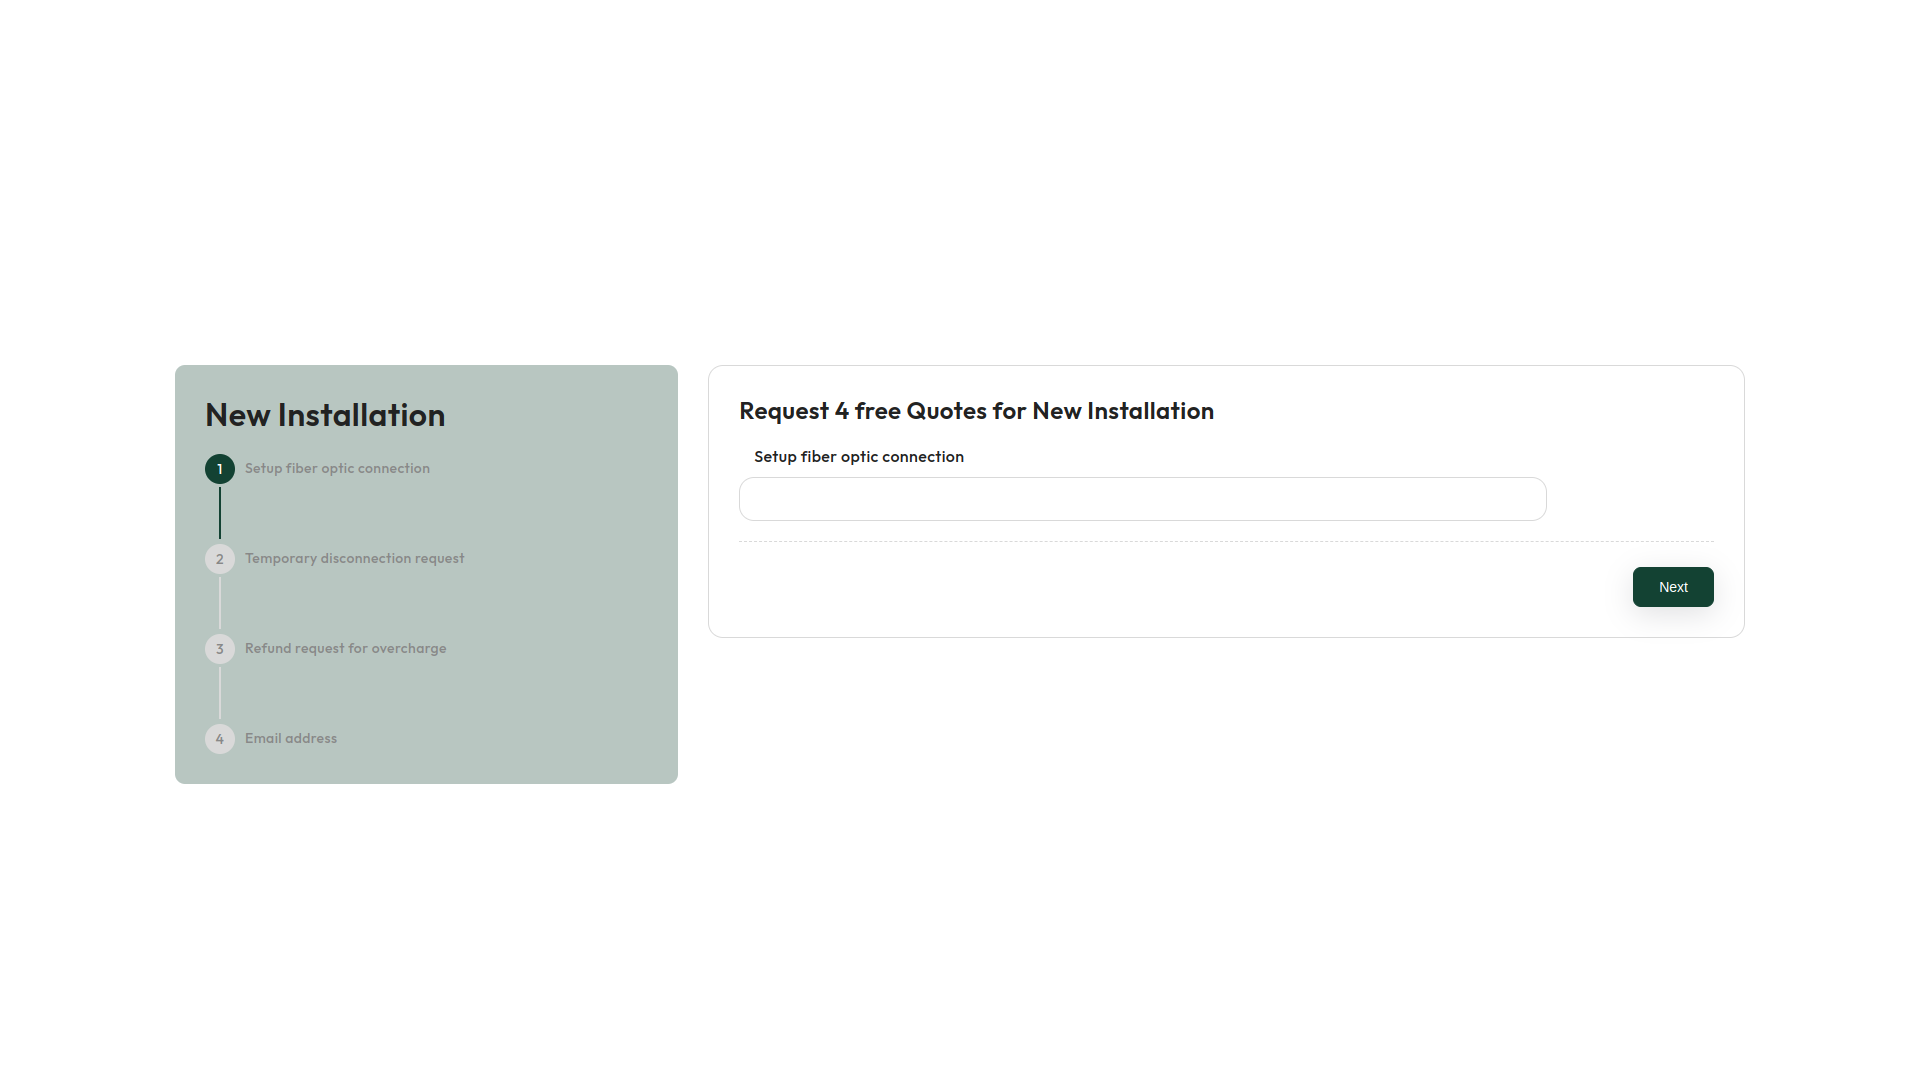 New Installation
1 Setup fiber optic connection
2 Temporary disconnection request
3 Refund request for overcharge
4 Email address
Request 4 free Quotes for New Installation
Setup fiber optic connection
Next